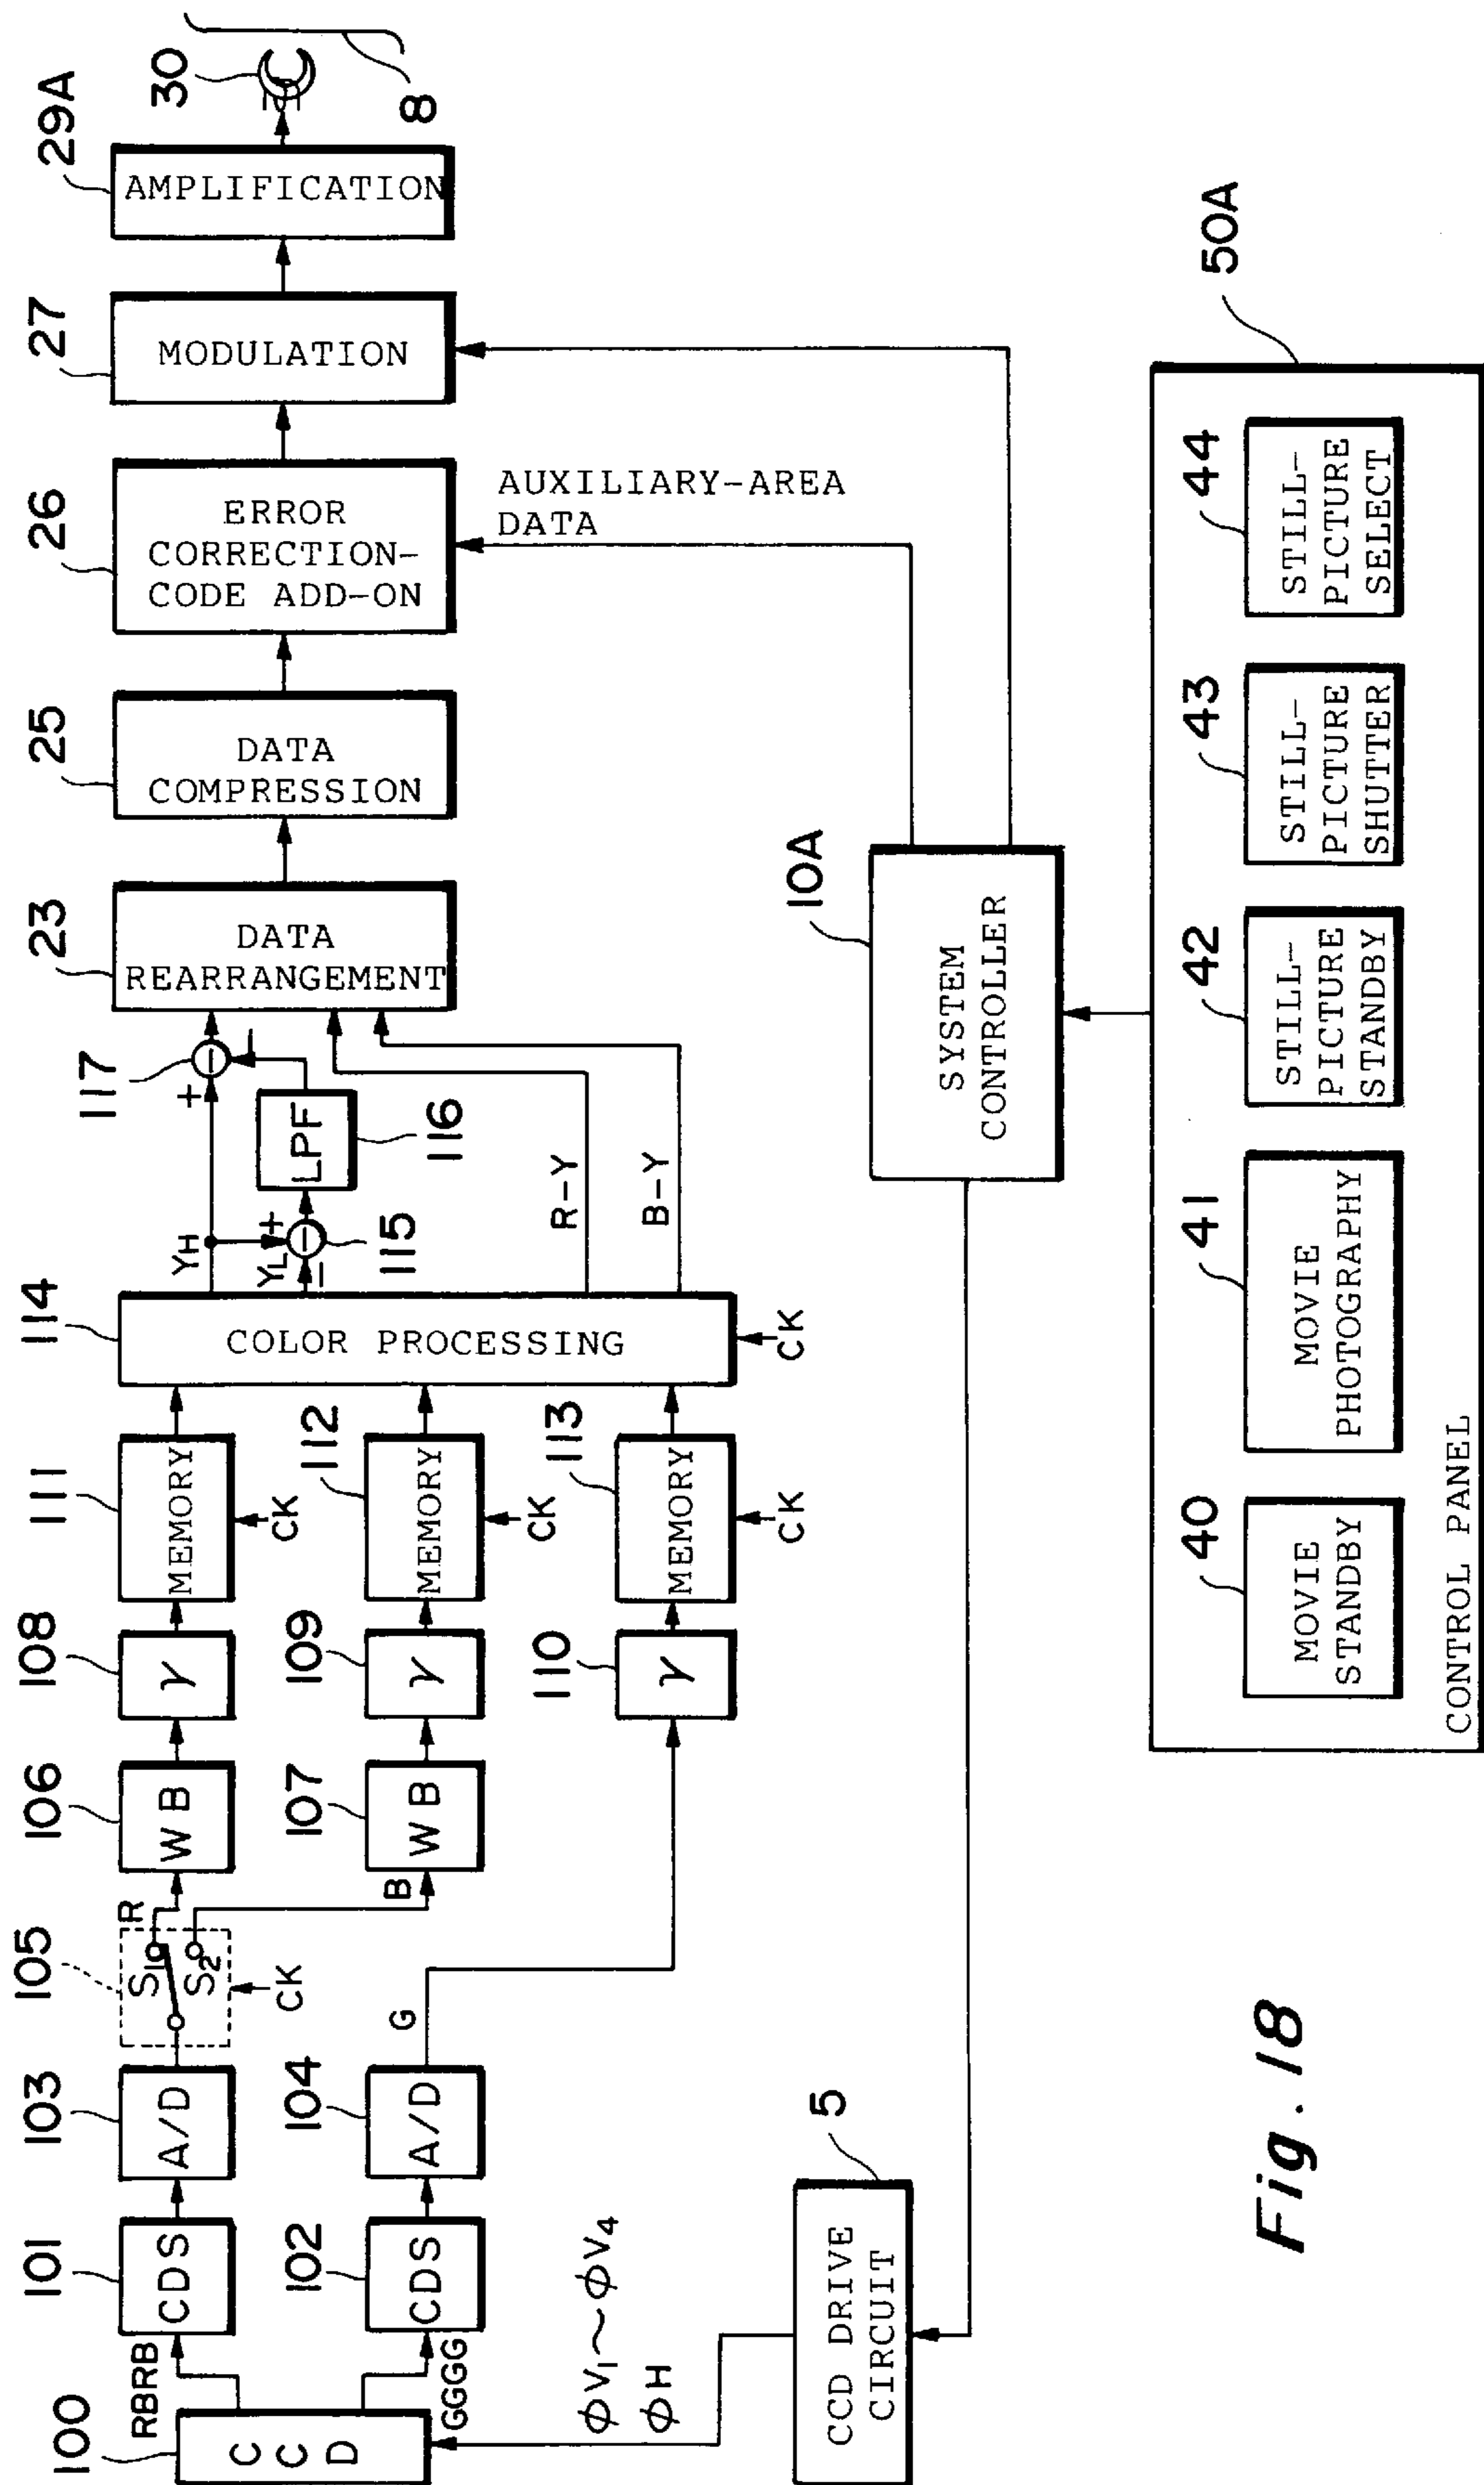 100
C C D
RBRB
GGGG
101
CDS
102
CDS
103
A/D
104
A/D
105
S1
S2
CK
R
B
G
106
WB
107
WB
108
γ
109
γ
110
γ
111
MEMORY
CK
112
MEMORY
CK
113
MEMORY
CK
114
COLOR PROCESSING
CK
YH
YL
+
−
−
115
LPF
116
+
−
−
117
R-Y
B-Y
23
DATA
REARRANGEMENT
25
DATA
COMPRESSION
26
ERROR
CORRECTION-
CODE ADD-ON
AUXILIARY-AREA
DATA
27
MODULATION
29A
AMPLIFICATION
30
8
φV1~φV4
φH
5
CCD DRIVE
CIRCUIT
10A
SYSTEM
CONTROLLER
50A
40
MOVIE
STANDBY
41
MOVIE
PHOTOGRAPHY
42
STILL-
PICTURE
STANDBY
43
STILL-
PICTURE
SHUTTER
44
STILL-
PICTURE
SELECT
CONTROL PANEL
Fig. 18